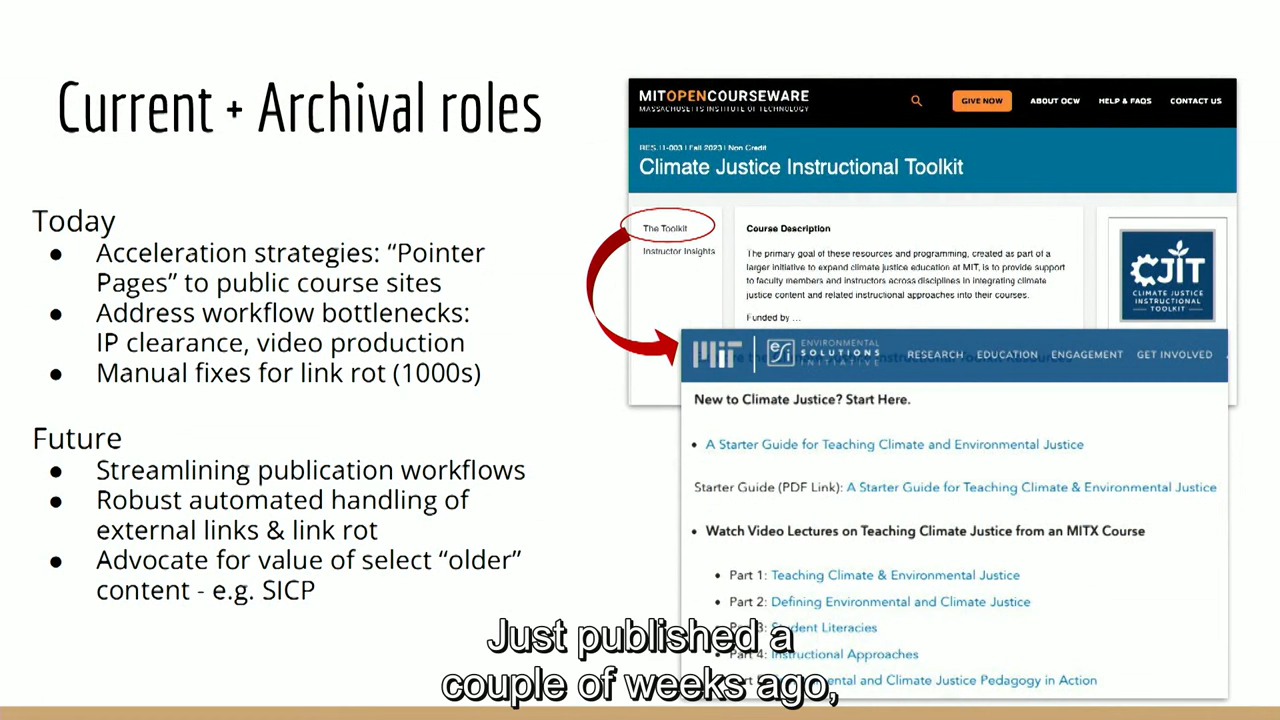 Current + Archival roles
Today
● Acceleration strategies: “Pointer
Pages” to public course sites
● Address workflow bottlenecks:
IP clearance, video production
● Manual fixes for link rot (1000s)
Future
● Streamlining publication workflows
● Robust automated handling of
external links & link rot
● Advocate for value of select “older”
content - e.g. SICP
MITOPENCOURSEWARE
MASSACHUSETTS INSTITUTE OF TECHNOLOGY
GIVE NOW
ABOUT OCW
HELP & FAQS
CONTACT US
RES.11-003 | Fall 2023 | Non Credit
Climate Justice Instructional Toolkit
The Toolkit
Instructor Insights
Course Description
The primary goal of these resources and programming, created as part of a
larger initiative to expand climate justice education at MIT, is to provide support
to faculty members and instructors across disciplines in integrating climate
justice content and related instructional approaches into their courses.
Funded by ...
CJIT
CLIMATE JUSTICE
INSTRUCTIONAL
TOOLKIT
MIT
esi
ENVIRONMENTAL
SOLUTIONS
INITIATIVE
RESEARCH EDUCATION ENGAGEMENT GET INVOLVED
New to Climate Justice? Start Here.
• A Starter Guide for Teaching Climate and Environmental Justice
Starter Guide (PDF Link): A Starter Guide for Teaching Climate & Environmental Justice
• Watch Video Lectures on Teaching Climate Justice from an MITX Course
• Part 1: Teaching Climate & Environmental Justice
• Part 2: Defining Environmental and Climate Justice
3: Student Literacies
4: Instructional Approaches
and Climate Justice Pedagogy in Action
Just published a
couple of weeks ago,